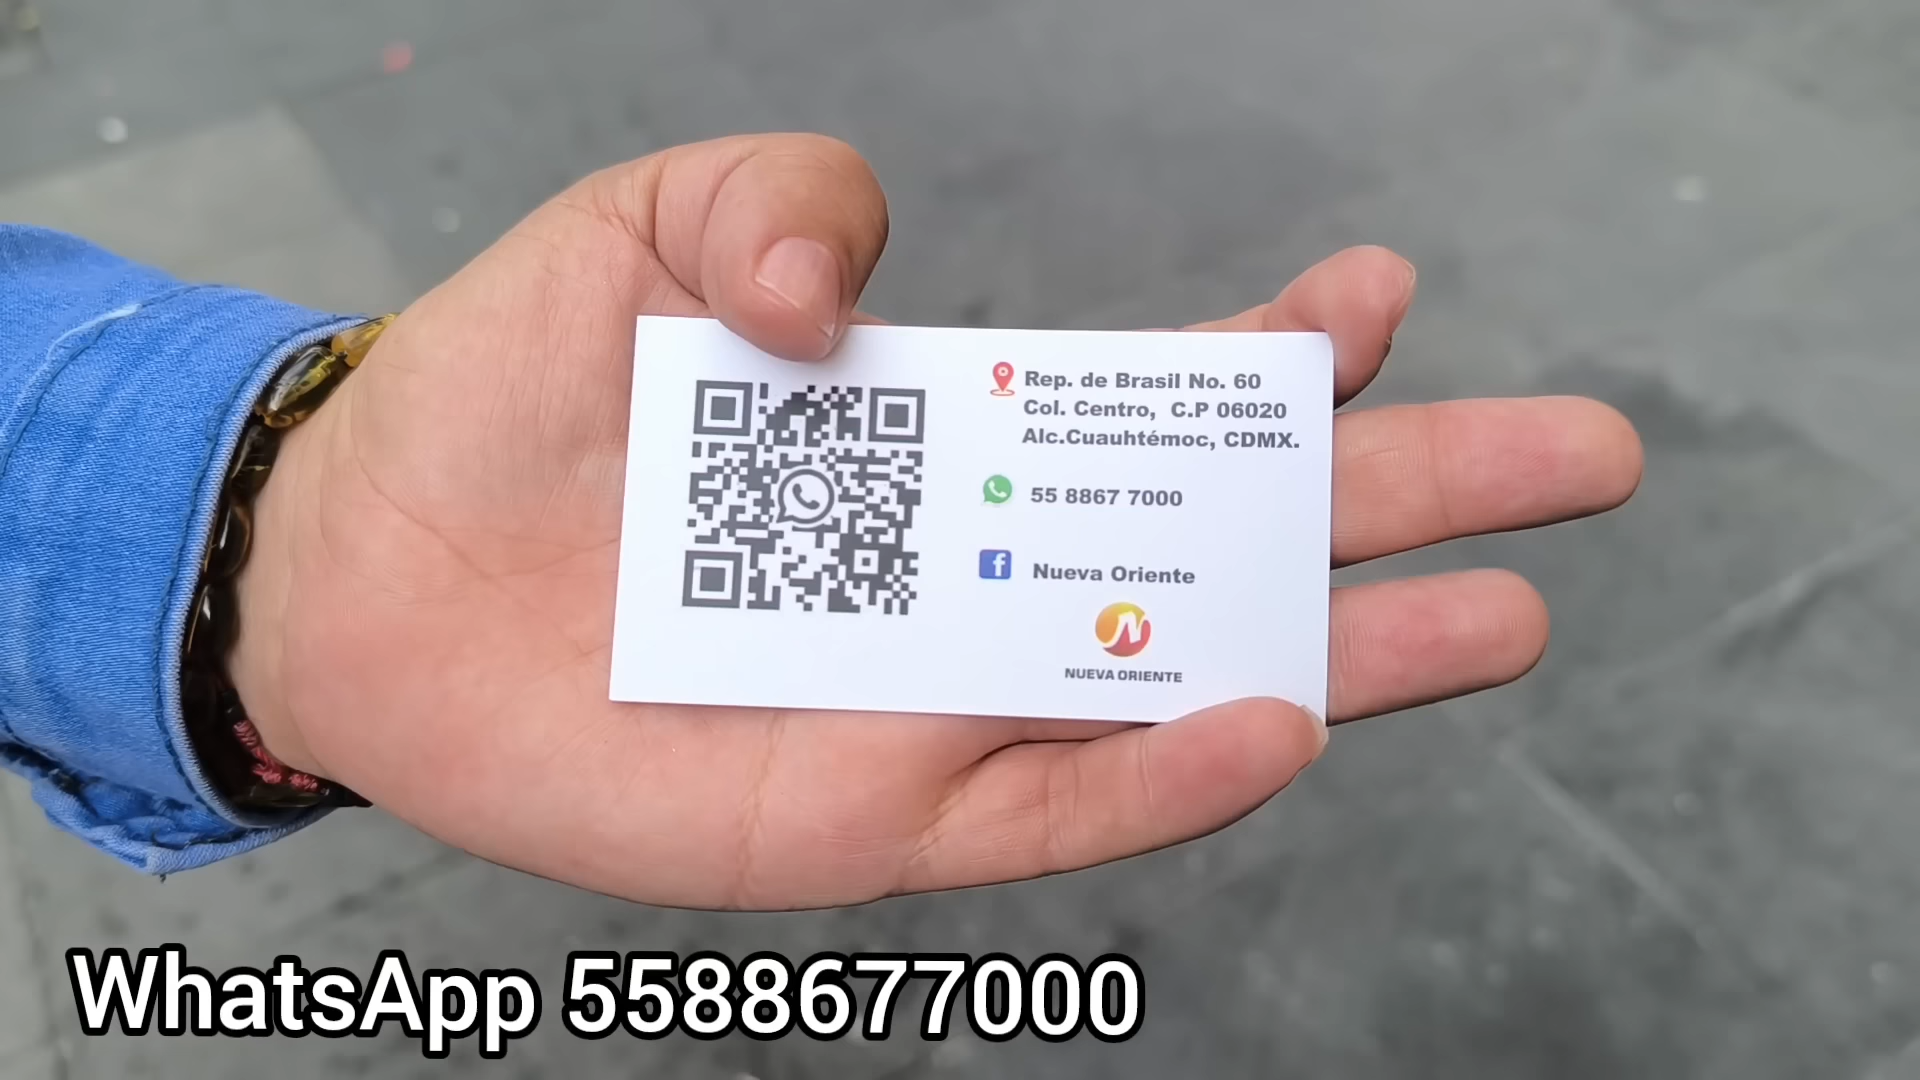 Rep. de Brasil No. 60
Col. Centro, C.P 06020
Alc.Cuauhtémoc, CDMX.
55 8867 7000
f Nueva Oriente
N
NUEVA ORIENTE
WhatsApp 5588677000